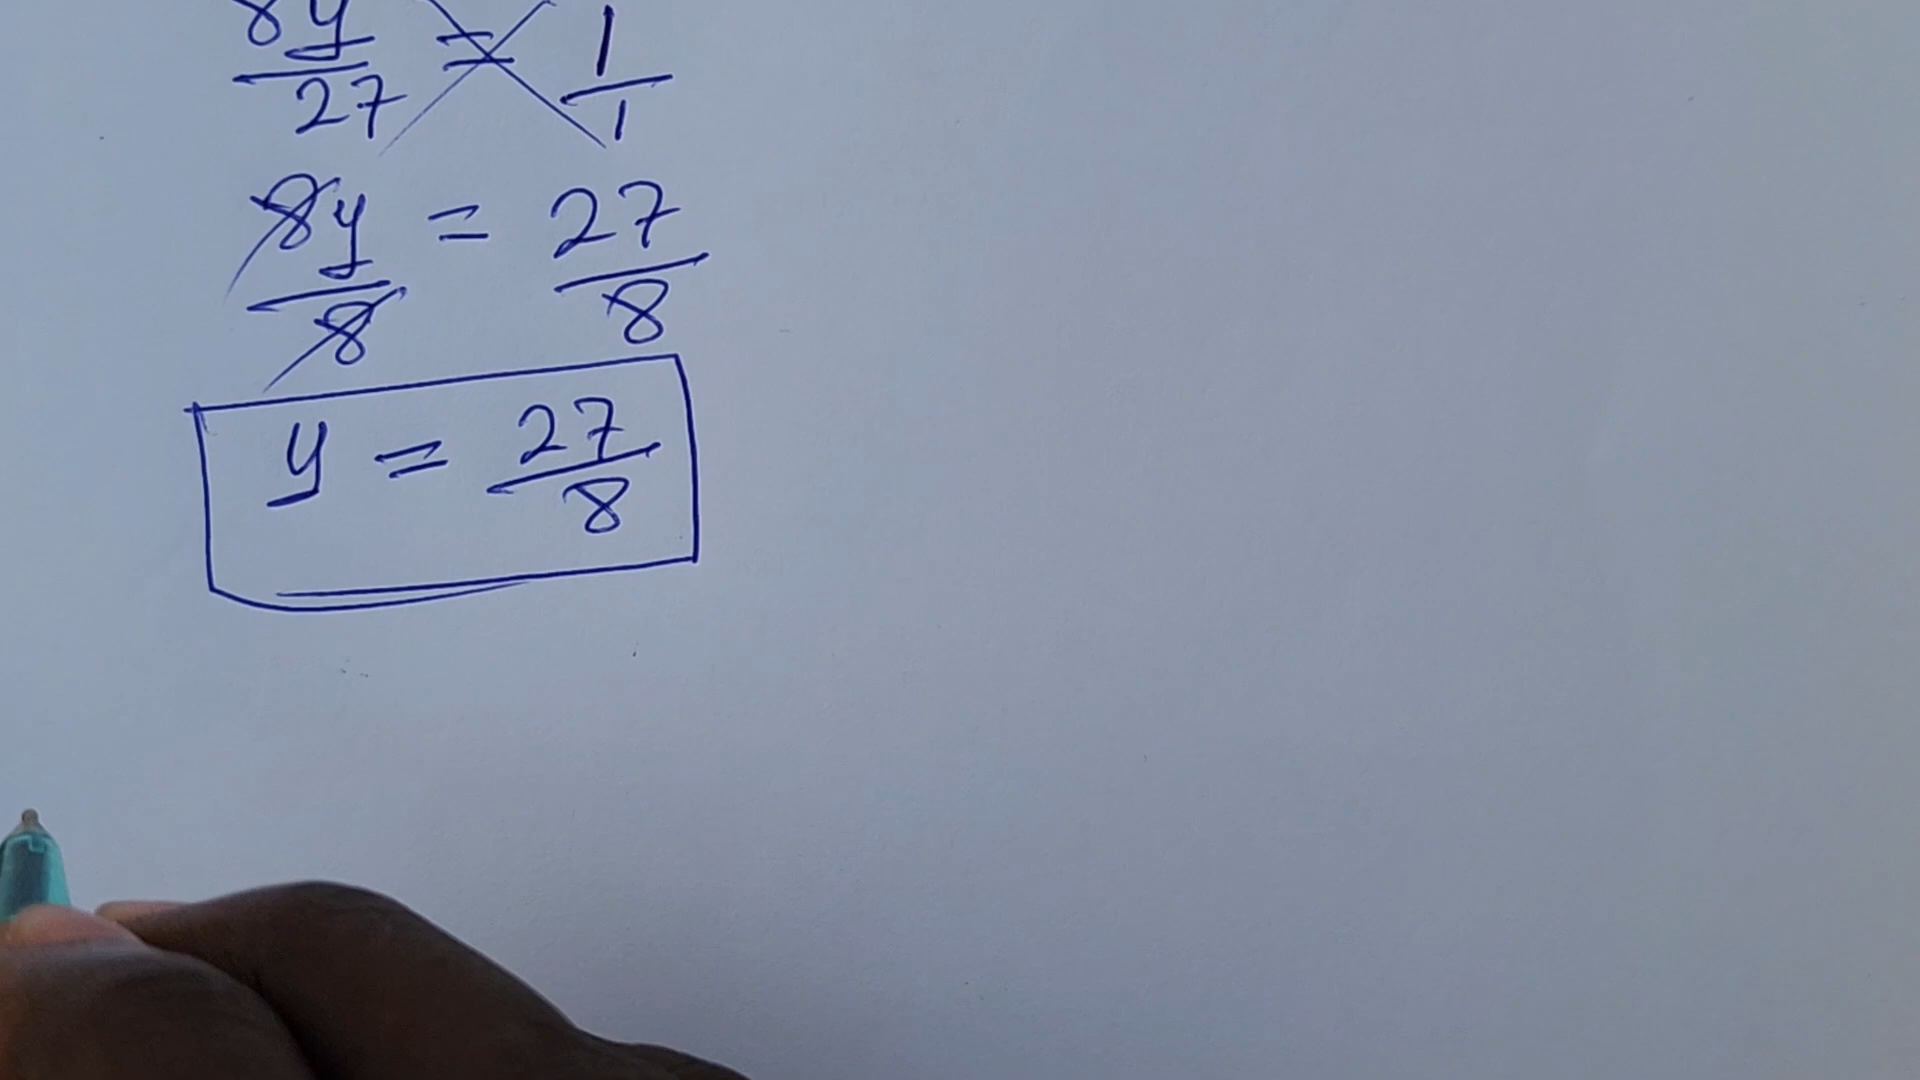 8y/27 = 1/1
8y/8 = 27/8
y = 27/8